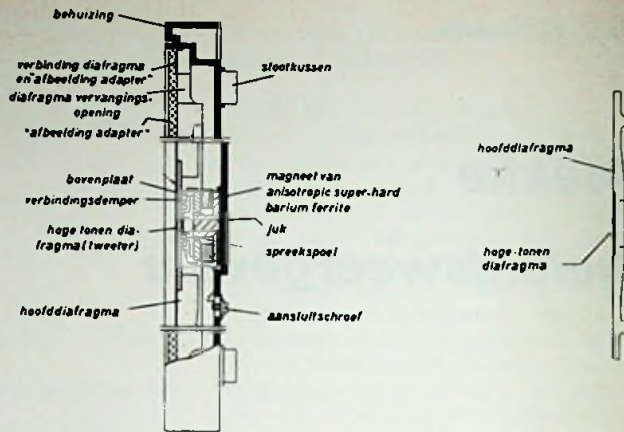 behuizing
verbinding diafragma
en "afbeelding adapter"
diafragma vervangings-
opening
"afbeelding adapter"
bovenplaat
verbindingsdemper
hoge tonen dia-
fragma (tweeter)
hoofddiafragma
stootkussen
magneet van
anisotropic super-hard
barium ferrite
juk
spreekspoel
aansluitschroef
hoofddiafragma
hoge-tonen
diafragma